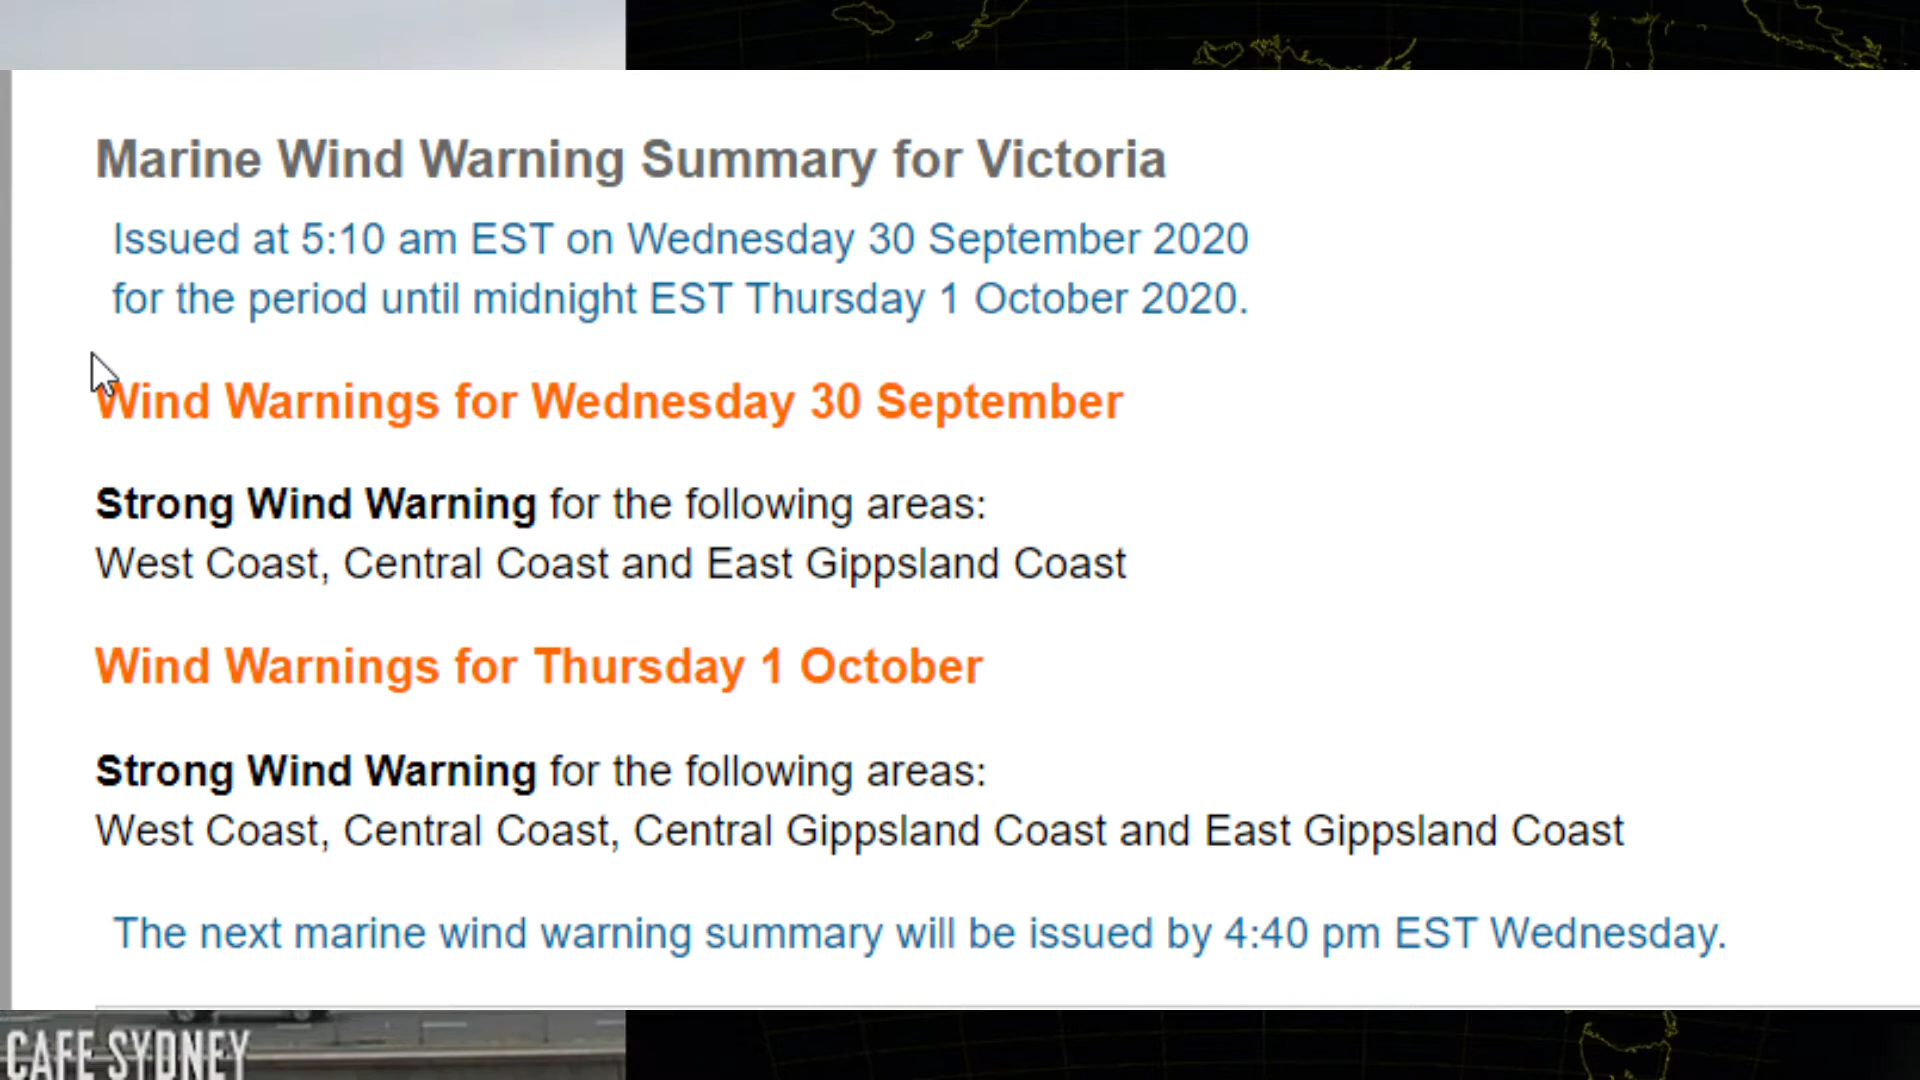 Marine Wind Warning Summary for Victoria
Issued at 5:10 am EST on Wednesday 30 September 2020
for the period until midnight EST Thursday 1 October 2020.
Wind Warnings for Wednesday 30 September
Strong Wind Warning for the following areas:
West Coast, Central Coast and East Gippsland Coast
Wind Warnings for Thursday 1 October
Strong Wind Warning for the following areas:
West Coast, Central Coast, Central Gippsland Coast and East Gippsland Coast
The next marine wind warning summary will be issued by 4:40 pm EST Wednesday.
CAFE SYDNEY